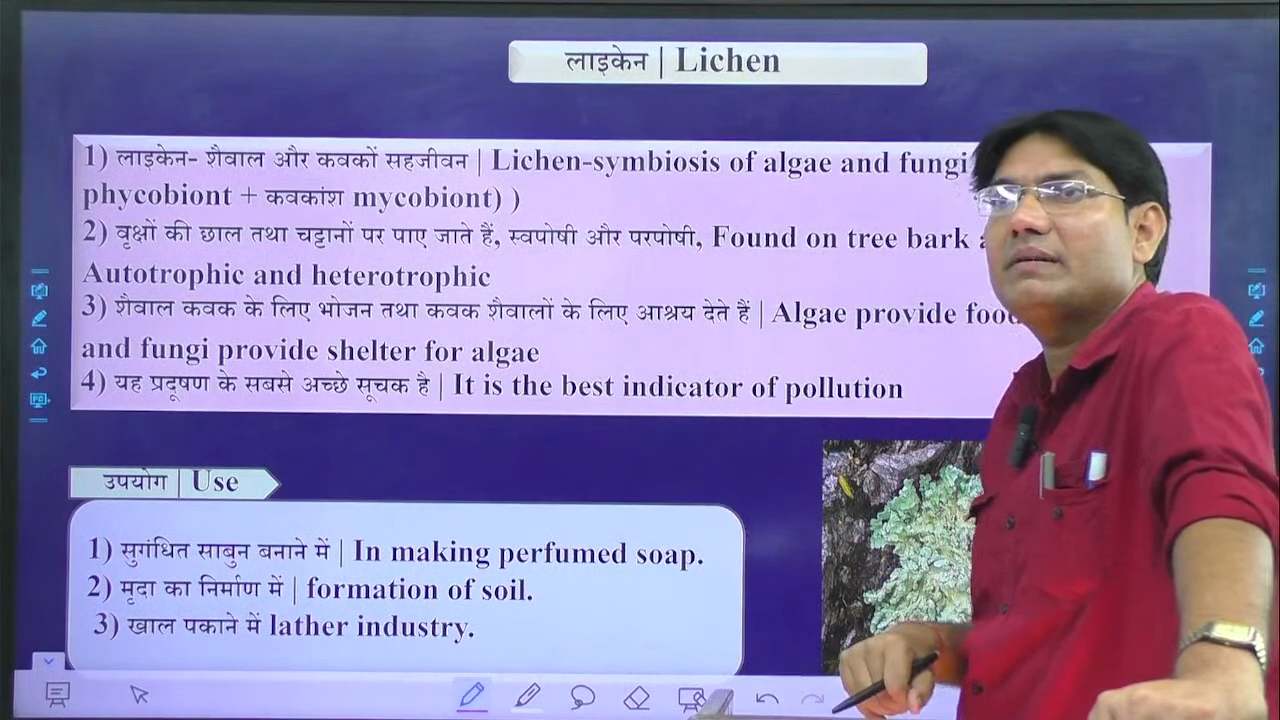 लाइकेन | Lichen
1) लाइकेन- शैवाल और कवकों सहजीवन | Lichen-symbiosis of algae and fungi
phycobiont + कवकांश mycobiont) )
2) वृक्षों की छाल तथा चट्टानों पर पाए जाते हैं, स्वपोषी और परपोषी, Found on tree bark
Autotrophic and heterotrophic
3) शैवाल कवक के लिए भोजन तथा कवक शैवालों के लिए आश्रय देते हैं | Algae provide
and fungi provide shelter for algae
4) यह प्रदूषण के सबसे अच्छे सूचक है | It is the best indicator of pollution
उपयोग | Use
1) सुगंधित साबुन बनाने में | In making perfumed soap.
2) मृदा का निर्माण में | formation of soil.
3) खाल पकाने में lather industry.